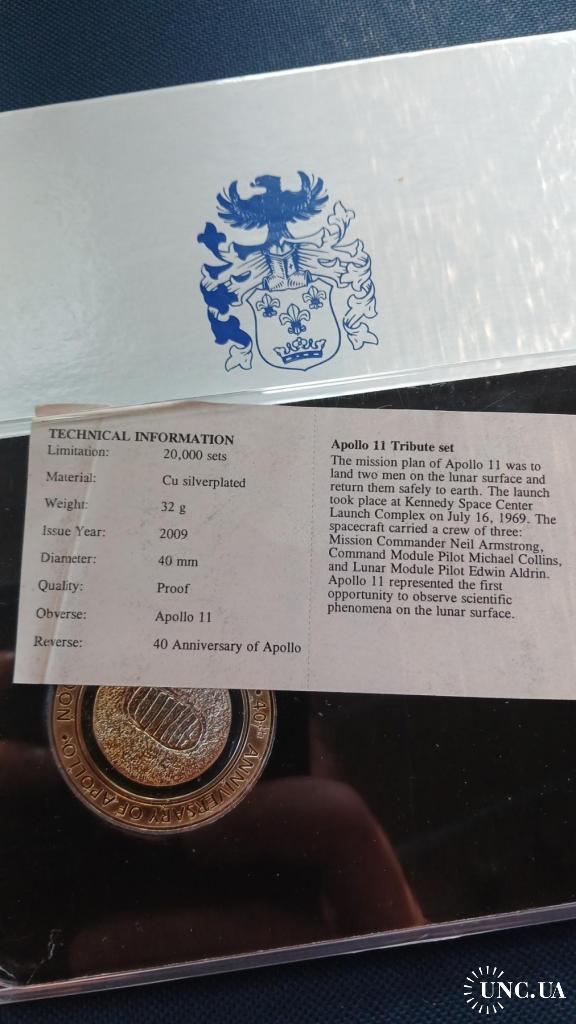 TECHNICAL INFORMATION
Limitation: 20,000 sets
Material: Cu silverplated
Weight: 32 g
Issue Year: 2009
Diameter: 40 mm
Quality: Proof
Obverse: Apollo 11
Reverse: 40 Anniversary of Apollo
Apollo 11 Tribute set
The mission plan of Apollo 11 was to
land two men on the lunar surface and
return them safely to earth. The launch
took place at Kennedy Space Center
Launch Complex on July 16, 1969. The
spacecraft carried a crew of three:
Mission Commander Neil Armstrong,
Command Module Pilot Michael Collins,
and Lunar Module Pilot Edwin Aldrin.
Apollo 11 represented the first
opportunity to observe scientific
phenomena on the lunar surface.
• 40th ANNIVERSARY OF APOLLO •
UNC.UA